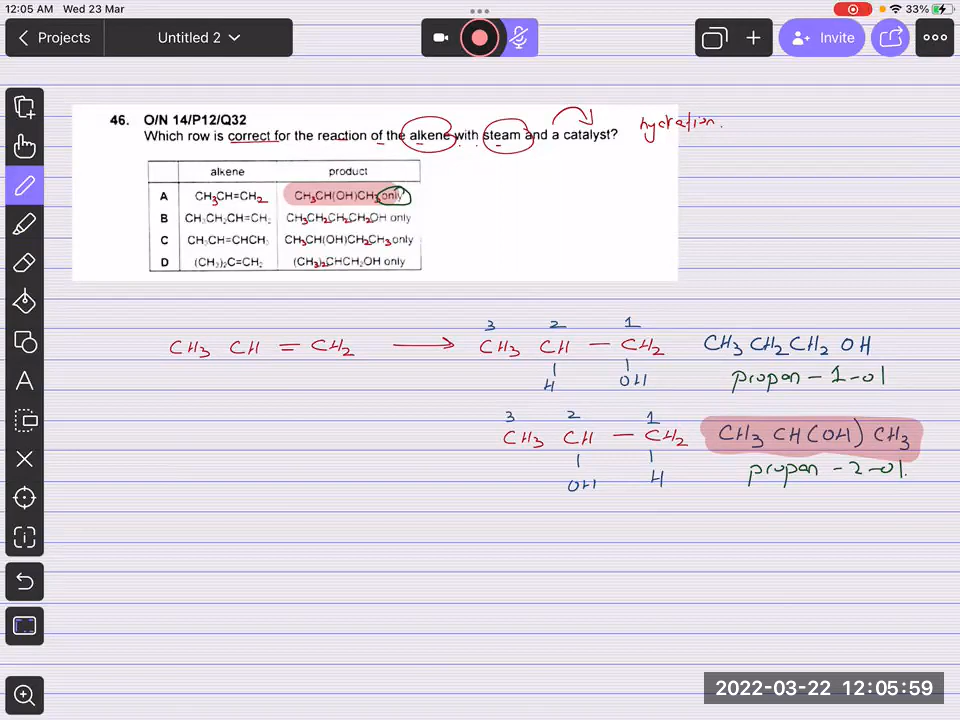 12:05 AM Wed 23 Mar
33%
Projects
Untitled 2
Invite
46. O/N 14/P12/Q32
Which row is correct for the reaction of the alkene with steam and a catalyst?
hydration.
alkene product
A CH3CH=CH2 CH3CH(OH)CH3 only
B CH3CH2CH=CH2 CH3CH2CH2CH2OH only
C CH3CH=CHCH3 CH3CH(OH)CH2CH3 only
D (CH3)2C=CH2 (CH3)2CHCH2OH only
3 2 1
CH3 CH = CH2 → CH3 CH — CH2 CH3 CH2 CH2 OH
H OH propan - 1 - ol
3 2 1
CH3 CH — CH2 CH3 CH(OH) CH3
OH H propan - 2 - ol.
A
2022-03-22 12:05:59